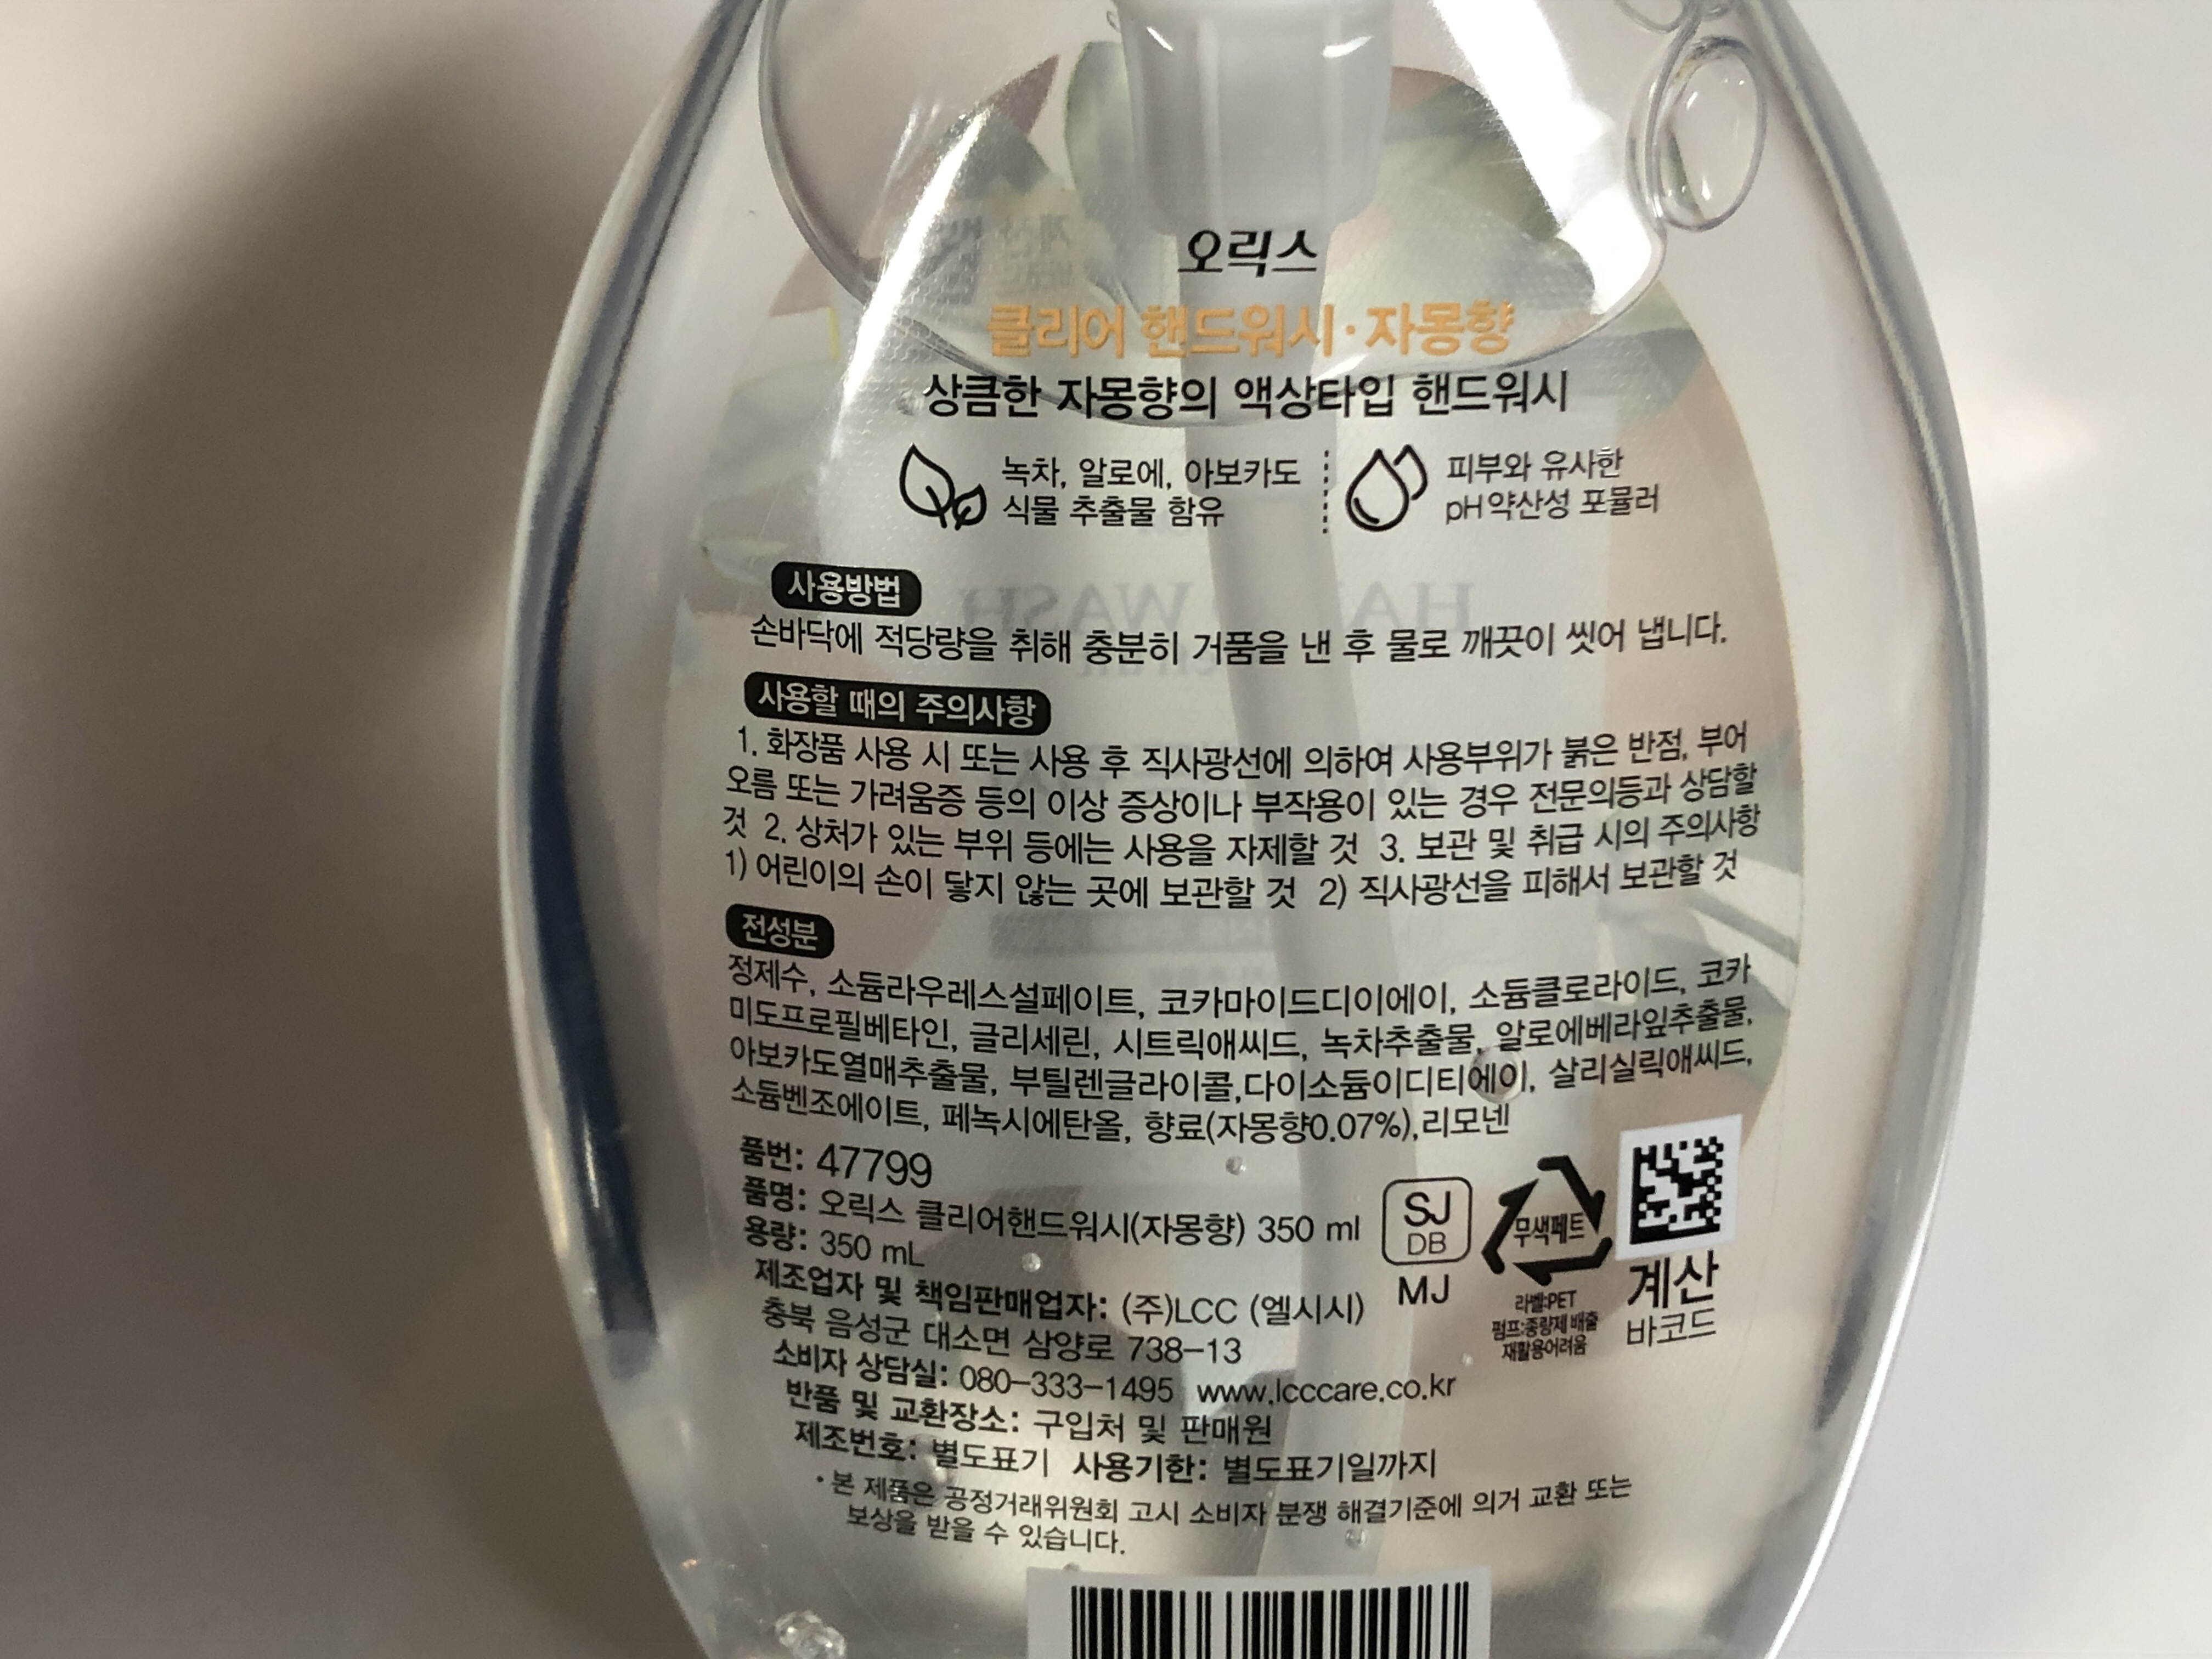 오릭스
클리어 핸드워시·자몽향
상큼한 자몽향의 액상타입 핸드워시
녹차, 알로에, 아보카도
식물 추출물 함유
피부와 유사한
pH약산성 포뮬러
사용방법
손바닥에 적당량을 취해 충분히 거품을 낸 후 물로 깨끗이 씻어 냅니다.
사용할 때의 주의사항
1. 화장품 사용 시 또는 사용 후 직사광선에 의하여 사용부위가 붉은 반점, 부어
오름 또는 가려움증 등의 이상 증상이나 부작용이 있는 경우 전문의등과 상담할
것 2. 상처가 있는 부위 등에는 사용을 자제할 것 3. 보관 및 취급 시의 주의사항
1) 어린이의 손이 닿지 않는 곳에 보관할 것 2) 직사광선을 피해서 보관할 것
전성분
정제수, 소듐라우레스설페이트, 코카마이드디이에이, 소듐클로라이드, 코카
미도프로필베타인, 글리세린, 시트릭애씨드, 녹차추출물, 알로에베라잎추출물,
아보카도열매추출물, 부틸렌글라이콜,다이소듐이디티에이, 살리실릭애씨드,
소듐벤조에이트, 페녹시에탄올, 향료(자몽향0.07%),리모넨
품번: 47799
품명: 오릭스 클리어핸드워시(자몽향) 350 ml
용량: 350 mL
제조업자 및 책임판매업자: (주)LCC (엘시시)
충북 음성군 대소면 삼양로 738-13
소비자 상담실: 080-333-1495 www.lcccare.co.kr
반품 및 교환장소: 구입처 및 판매원
제조번호: 별도표기 사용기한: 별도표기일까지
• 본 제품은 공정거래위원회 고시 소비자 분쟁 해결기준에 의거 교환 또는
보상을 받을 수 있습니다.
SJ
DB
MJ
무색페트
라벨:PET
펌프:종량제 배출
재활용어려움
계산
바코드